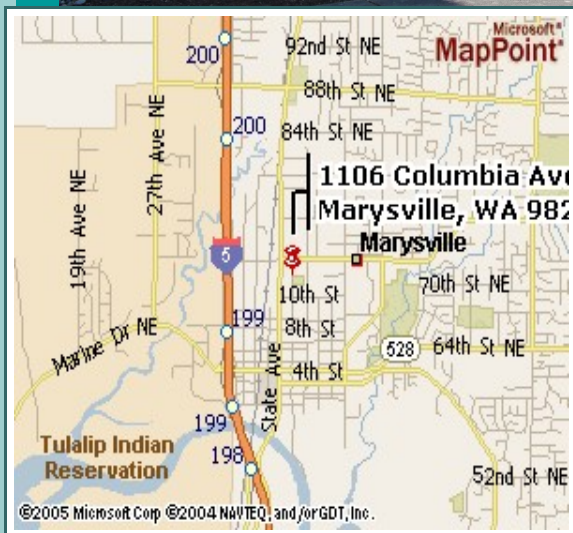 Microsoft®
MapPoint®
200
92nd St NE
88th St NE
200
84th St NE
27th Ave NE
19th Ave NE
1106 Columbia Ave
Marysville, WA 982
5
Marysville
10th St
70th St NE
199
8th St
Marine Dr NE
528
64th St NE
4th St
State Ave
199
Tulalip Indian
Reservation
198
52nd St NE
©2005 Microsoft Corp ©2004 NAVTEQ, and/or GDT, Inc.